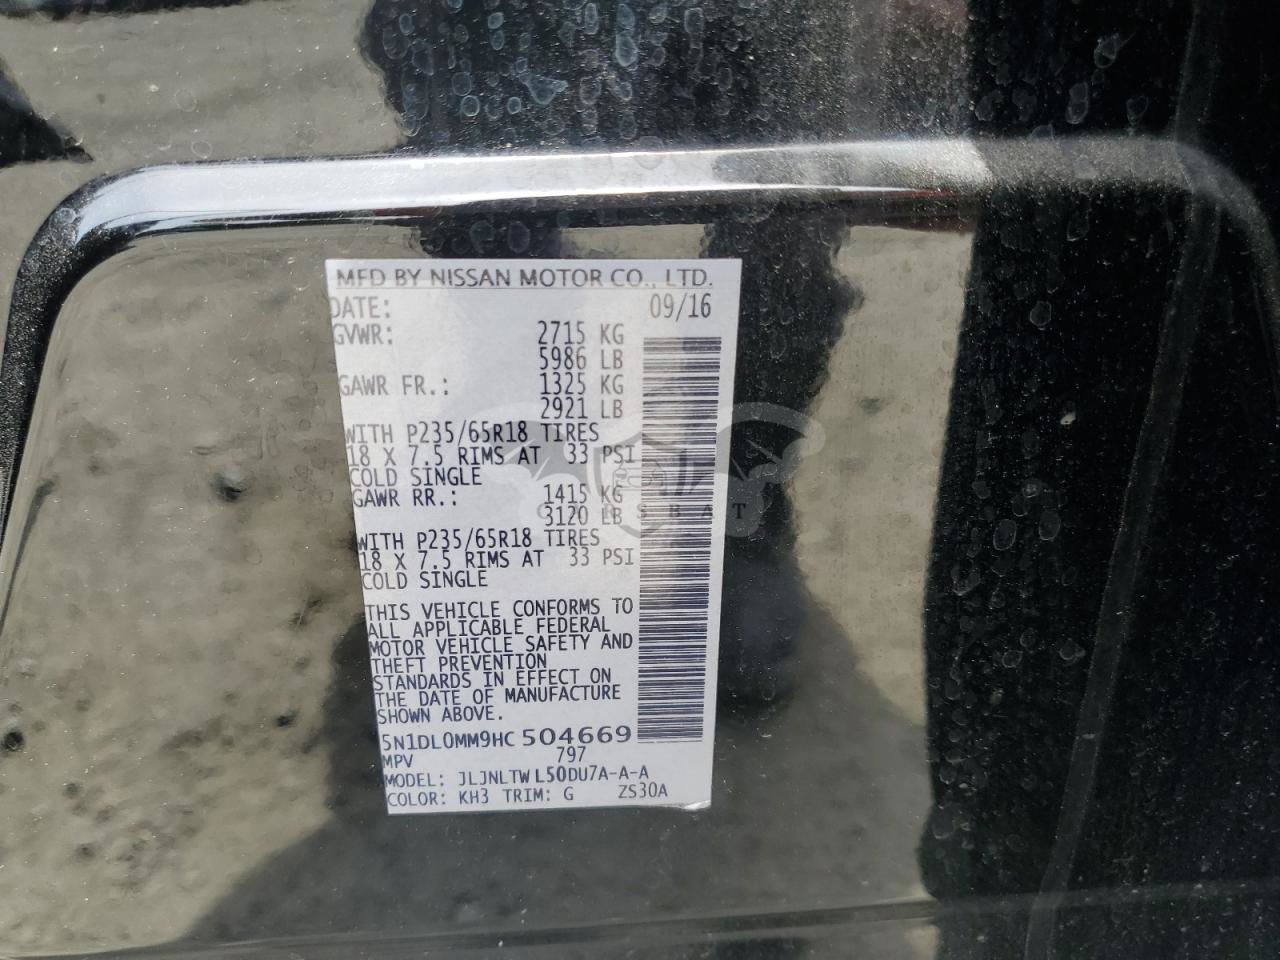 MFD BY NISSAN MOTOR CO., LTD.
DATE: 09/16
GVWR: 2715 KG
5986 LB
GAWR FR.: 1325 KG
2921 LB
WITH P235/65R18 TIRES
18 X 7.5 RIMS AT 33 PSI
COLD SINGLE
GAWR RR.: 1415 KG
3120 LB
WITH P235/65R18 TIRES
18 X 7.5 RIMS AT 33 PSI
COLD SINGLE
THIS VEHICLE CONFORMS TO
ALL APPLICABLE FEDERAL
MOTOR VEHICLE SAFETY AND
THEFT PREVENTION
STANDARDS IN EFFECT ON
THE DATE OF MANUFACTURE
SHOWN ABOVE.
5N1DL0MM9HC 504669
MPV 797
MODEL: JLJNLTWL50DU7A-A-A
COLOR: KH3 TRIM: G ZS30A
CARSBAT